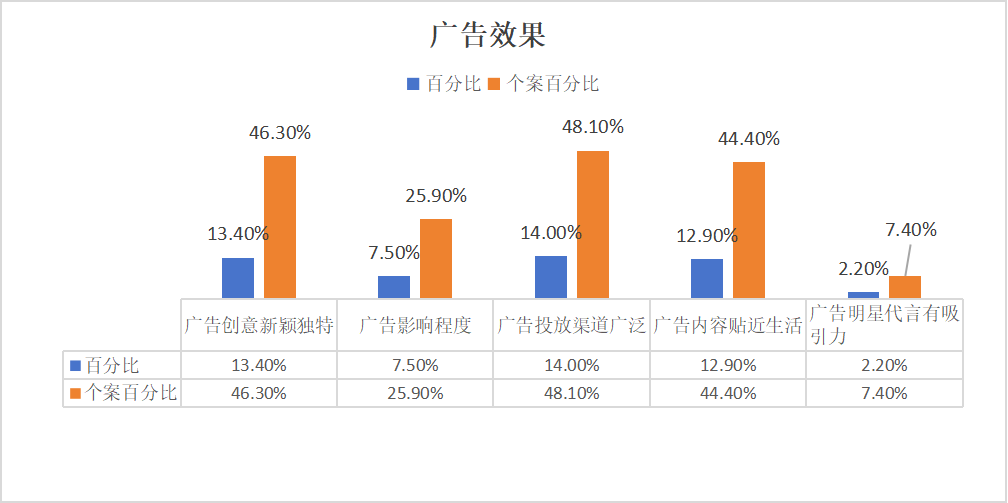 广告效果
百分比 个案百分比
46.30% 48.10% 44.40%
25.90% 7.40%
13.40% 7.50% 14.00% 12.90% 2.20%
广告创意新颖独特 广告影响程度 广告投放渠道广泛 广告内容贴近生活 广告明星代言有吸
引力
百分比 13.40% 7.50% 14.00% 12.90% 2.20%
个案百分比 46.30% 25.90% 48.10% 44.40% 7.40%